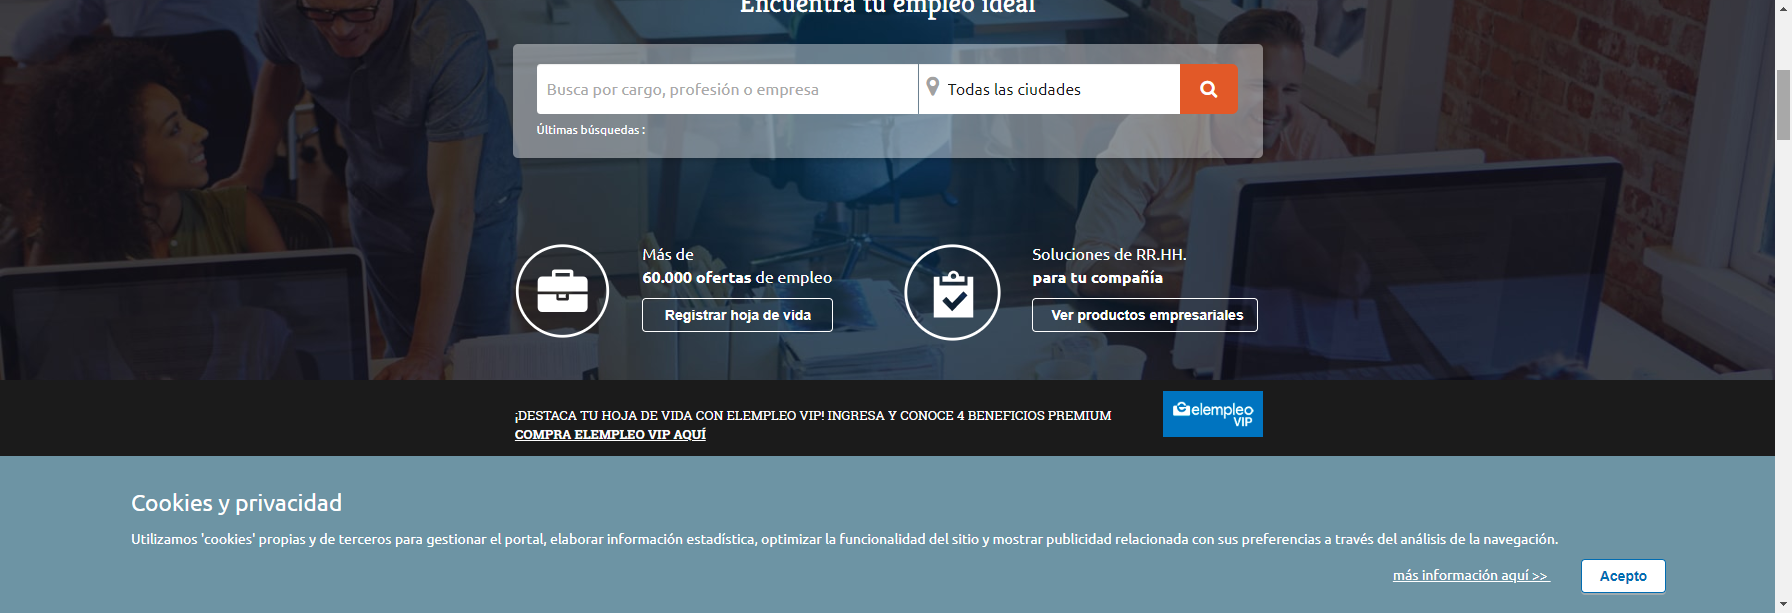 Encuentra tu empleo ideal
Busca por cargo, profesión o empresa
Todas las ciudades
Últimas búsquedas :
Más de
60.000 ofertas de empleo
Registrar hoja de vida
Soluciones de RR.HH.
para tu compañía
Ver productos empresariales
¡DESTACA TU HOJA DE VIDA CON ELEMPLEO VIP! INGRESA Y CONOCE 4 BENEFICIOS PREMIUM
COMPRA ELEMPLEO VIP AQUÍ
elempleo
VIP
Cookies y privacidad
Utilizamos 'cookies' propias y de terceros para gestionar el portal, elaborar información estadística, optimizar la funcionalidad del sitio y mostrar publicidad relacionada con sus preferencias a través del análisis de la navegación.
más información aquí >>
Acepto